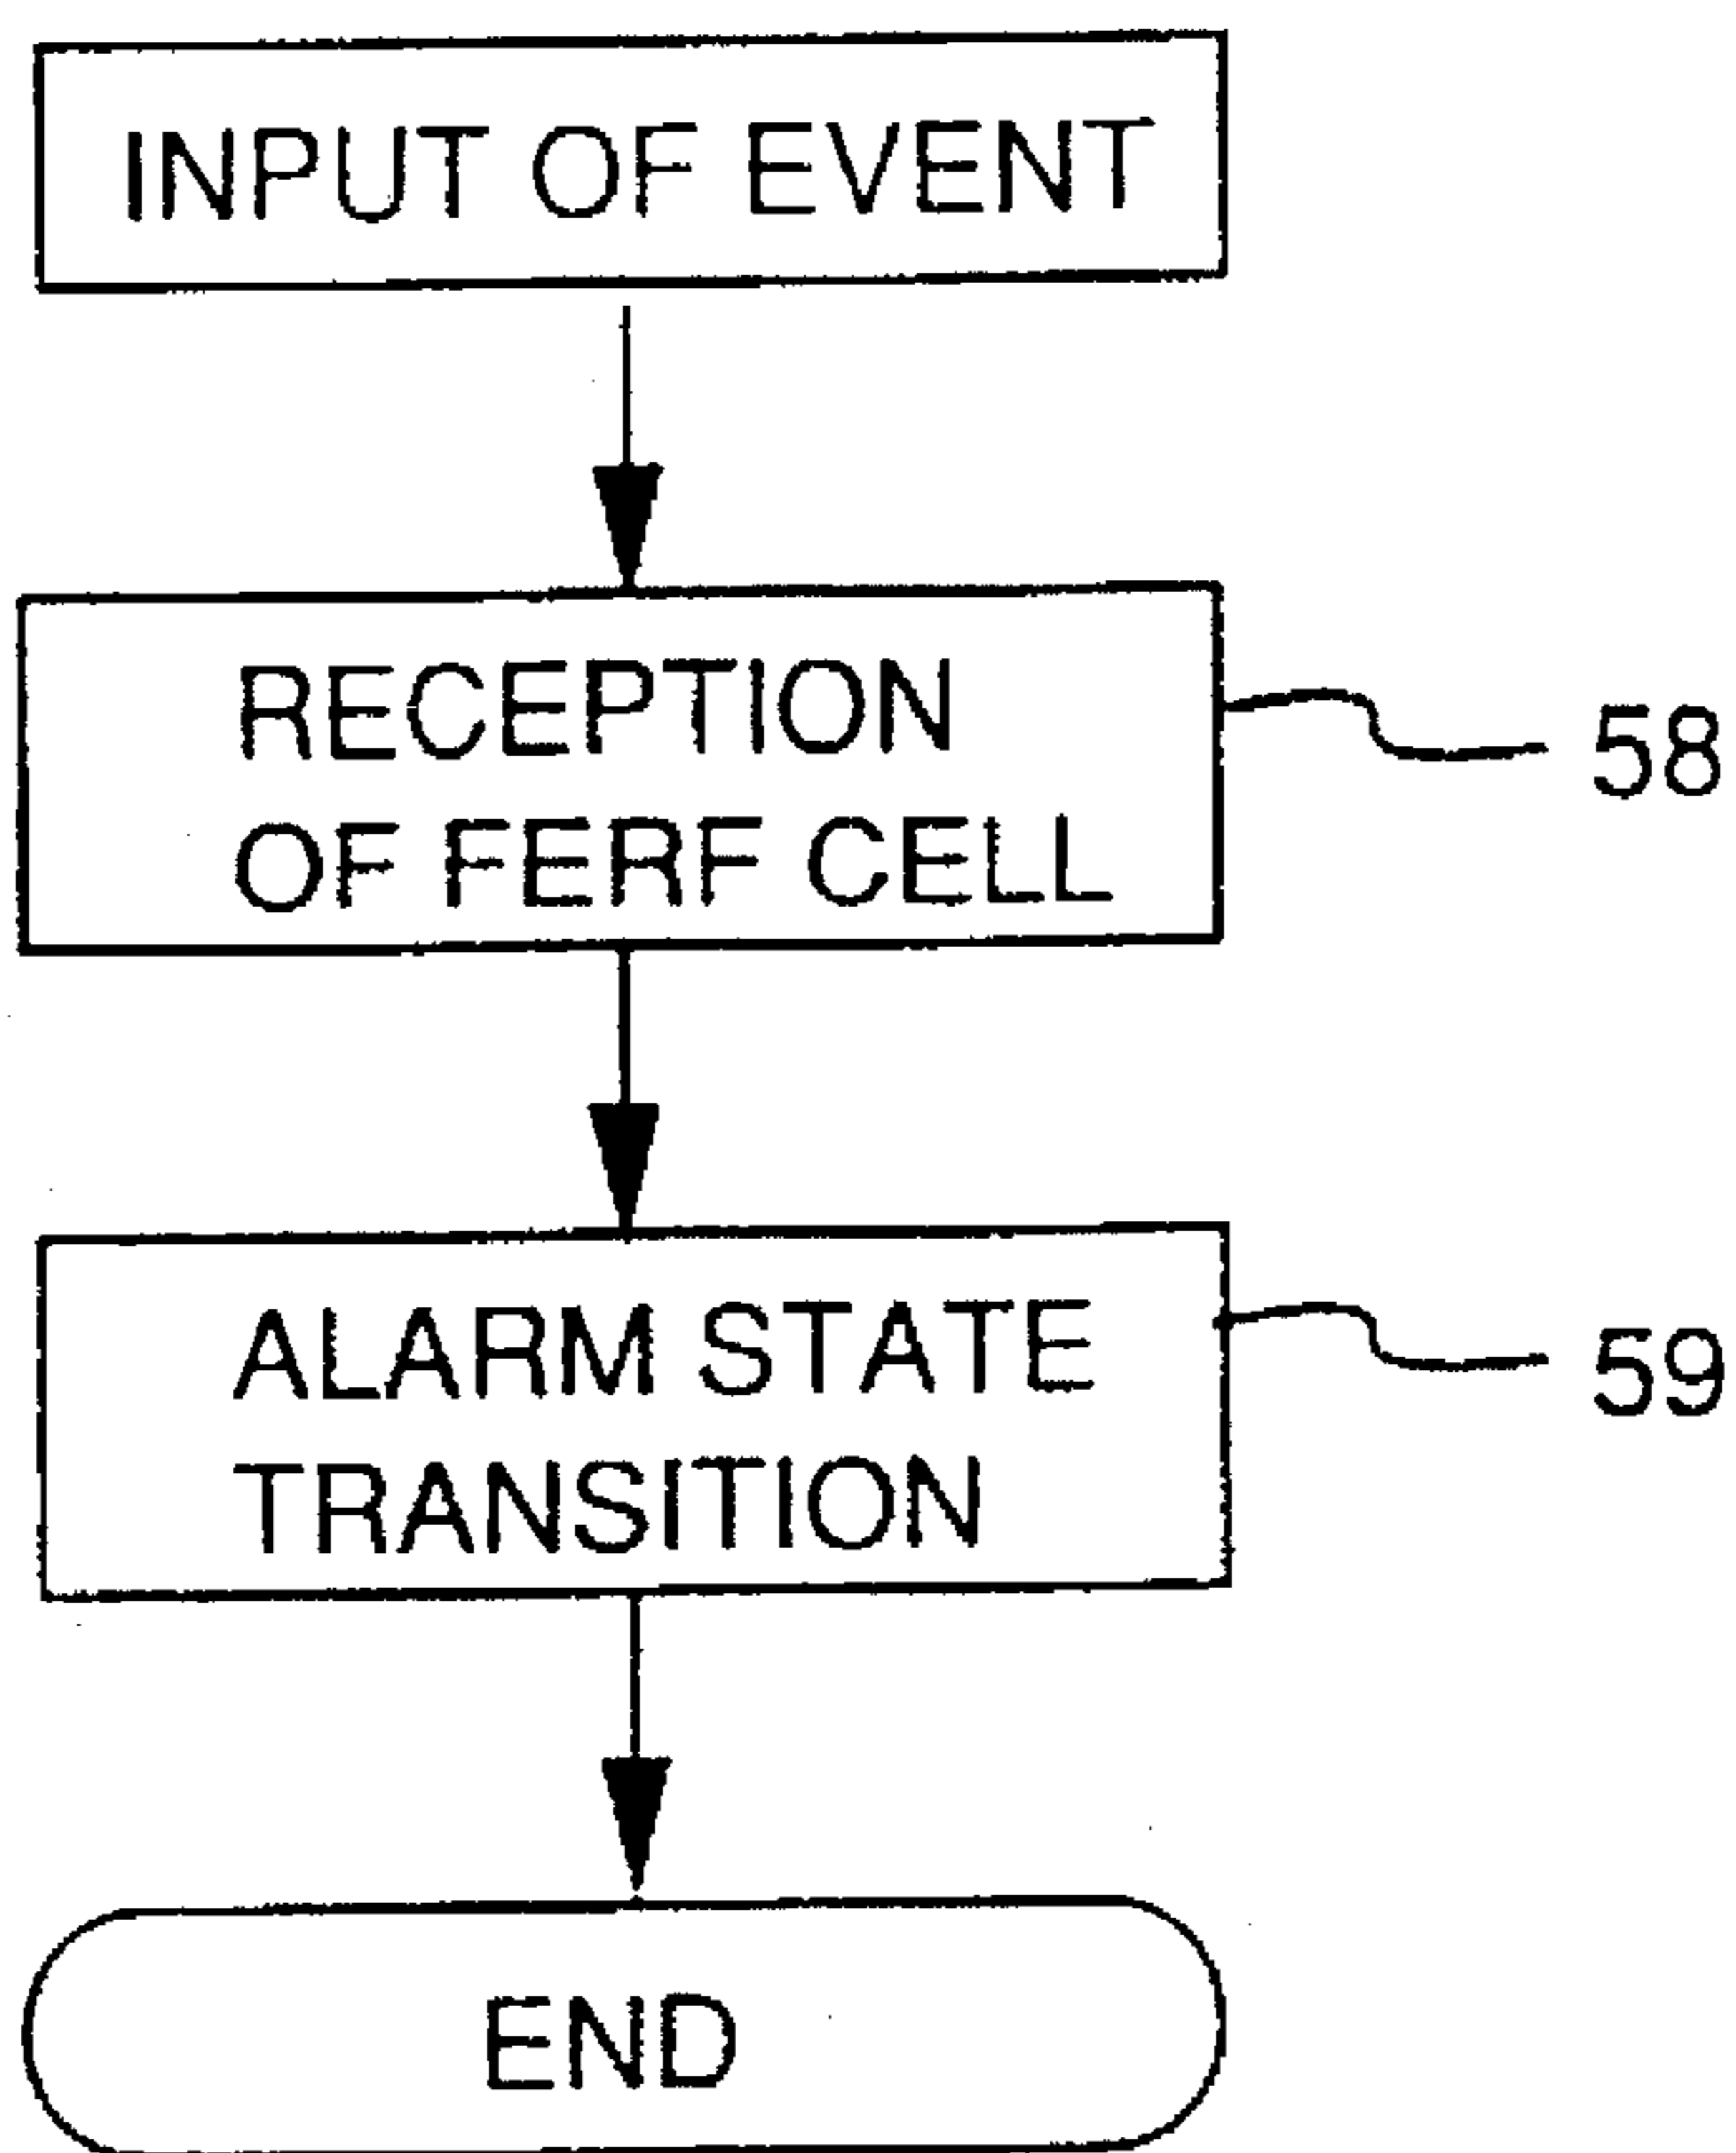 INPUT OF EVENT
RECEPTION
OF FERF CELL
58
ALARM STATE
TRANSITION
59
END